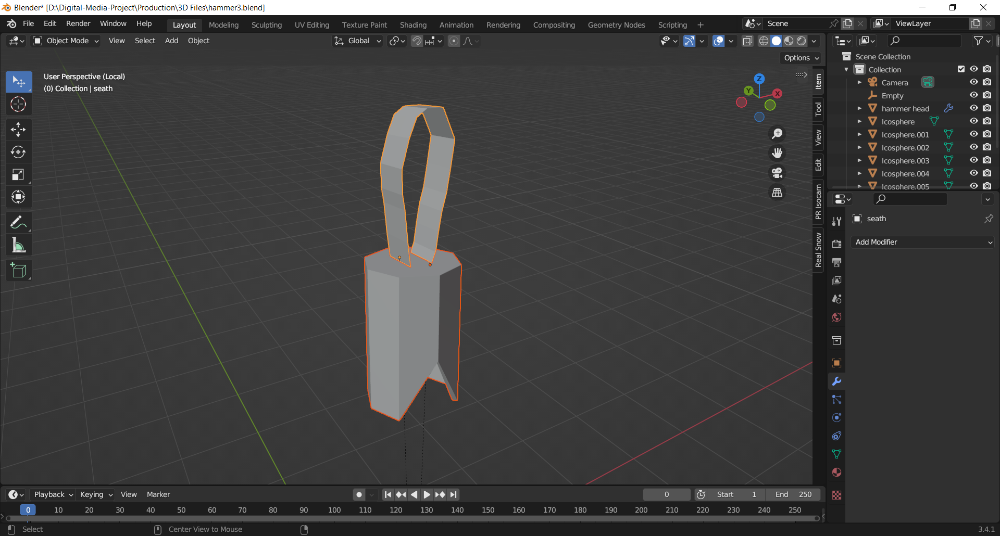 Blender* [D:\Digital-Media-Project\Production\3D Files\hammer3.blend]
File Edit Render Window Help Layout Modeling Sculpting UV Editing Texture Paint Shading Animation Rendering Compositing Geometry Nodes Scripting + Scene ViewLayer
Object Mode View Select Add Object Global
Options
User Perspective (Local)
(0) Collection | seath
Z
Y
X
Item
Tool
View
Edit
PR Isocam
Real Snow
Scene Collection
Collection
Camera
Empty
hammer head
Icosphere
Icosphere.001
Icosphere.002
Icosphere.003
Icosphere.004
Icosphere.005
seath
Add Modifier
Playback Keying View Marker 0 Start 1 End 250
0 10 20 30 40 50 60 70 80 90 100 110 120 130 140 150 160 170 180 190 200 210 220 230 240 250
Select Center View to Mouse 3.4.1